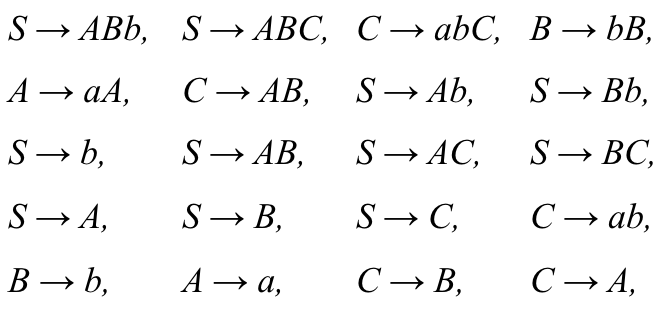 S → ABb, S → ABC, C → abC, B → bB,
A → aA, C → AB, S → Ab, S → Bb,
S → b, S → AB, S → AC, S → BC,
S → A, S → B, S → C, C → ab,
B → b, A → a, C → B, C → A,